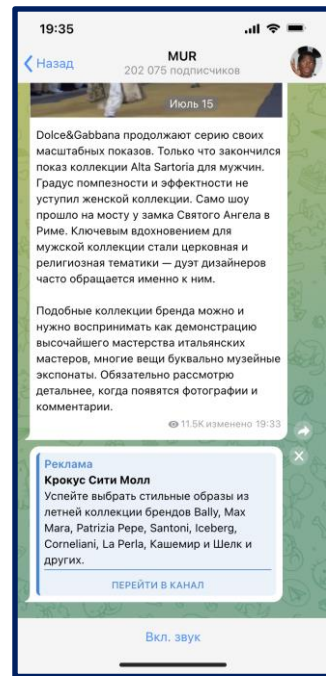 19:35
Назад
MUR
202 075 подписчиков
Июль 15
Dolce&Gabbana продолжают серию своих
масштабных показов. Только что закончился
показ коллекции Alta Sartoria для мужчин.
Градус помпезности и эффектности не
уступил женской коллекции. Само шоу
прошло на мосту у замка Святого Ангела в
Риме. Ключевым вдохновением для
мужской коллекции стали церковная и
религиозная тематики — дуэт дизайнеров
часто обращается именно к ним.
Подобные коллекции бренда можно и
нужно воспринимать как демонстрацию
высочайшего мастерства итальянских
мастеров, многие вещи буквально музейные
экспонаты. Обязательно рассмотрю
детальнее, когда появятся фотографии и
комментарии.
11.5K изменено 19:33
Реклама
Крокус Сити Молл
Успейте выбрать стильные образы из
летней коллекции брендов Bally, Max
Mara, Patrizia Pepe, Santoni, Iceberg,
Corneliani, La Perla, Кашемир и Шелк и
других.
ПЕРЕЙТИ В КАНАЛ
Вкл. звук